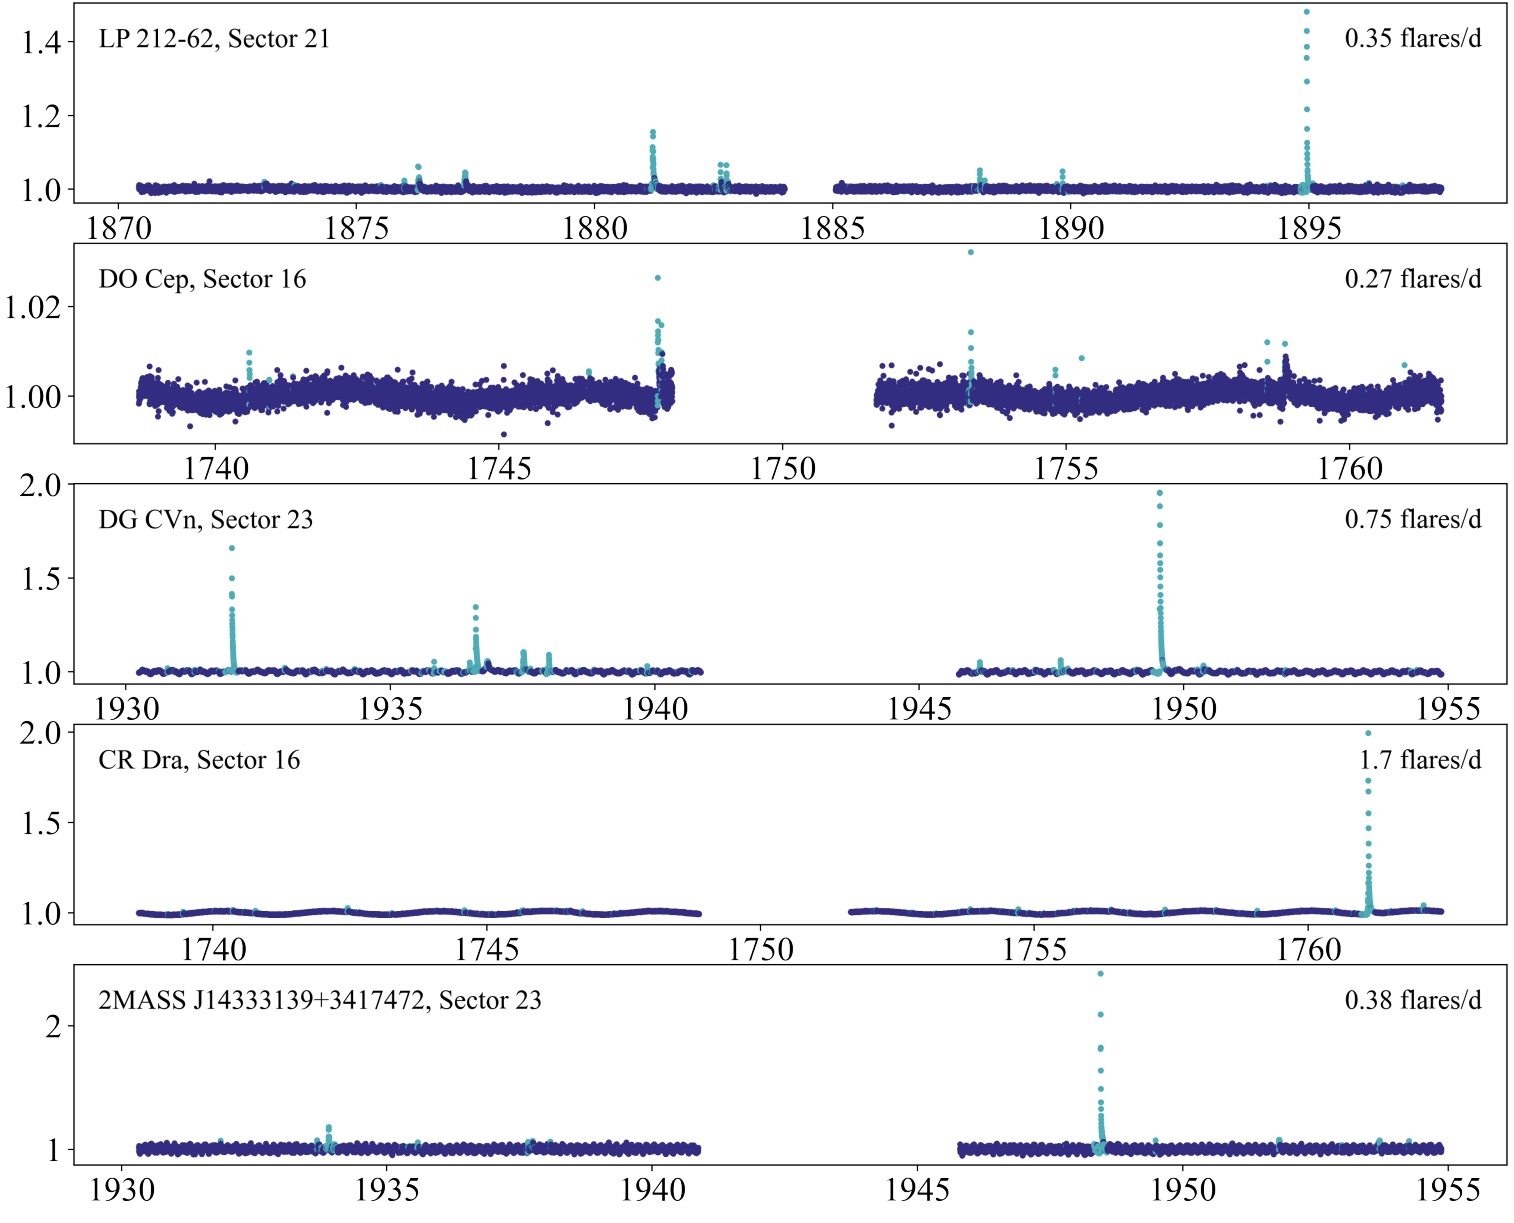 LP 212-62, Sector 21
0.35 flares/d
1.4
1.2
1.0
1870 1875 1880 1885 1890 1895
DO Cep, Sector 16
0.27 flares/d
1.02
1.00
1740 1745 1750 1755 1760
2.0
DG CVn, Sector 23
0.75 flares/d
1.5
1.0
1930 1935 1940 1945 1950 1955
2.0
CR Dra, Sector 16
1.7 flares/d
1.5
1.0
1740 1745 1750 1755 1760
2MASS J14333139+3417472, Sector 23
0.38 flares/d
2
1
1930 1935 1940 1945 1950 1955